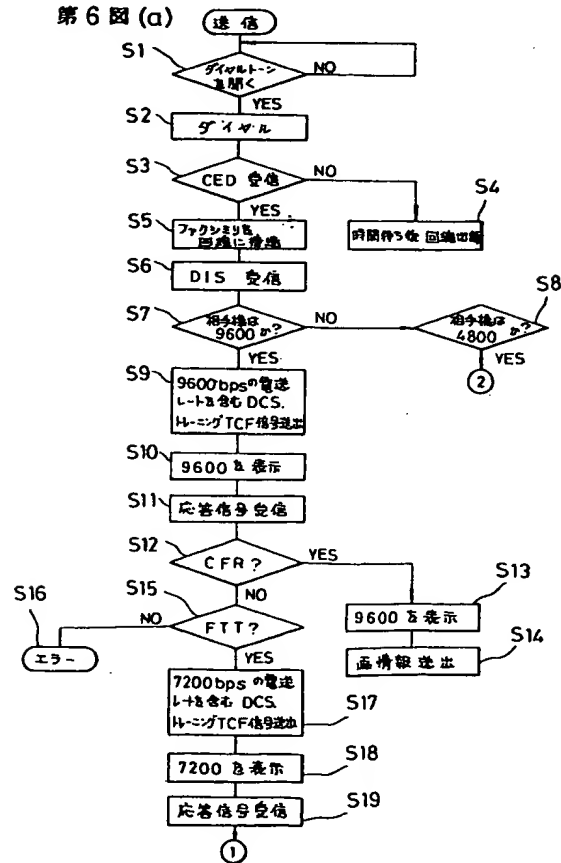 第6図(a)
送信
S1
ダイヤルトーン
を聞く
NO
YES
S2
ダイヤル
S3
CED 受信
NO
YES
S4
時間待ち後 回線切断
S5
ファクシミリを
回線に接続
S6
DIS 受信
S7
相手機は
9600か?
NO
YES
S8
相手機は
4800か?
YES
2
S9
9600bpsの電送
レートを含むDCS.
トレーニングTCF信号送出
S10
9600を表示
S11
応答信号受信
S12
CFR?
YES
NO
S13
9600を表示
S14
画情報送出
S15
FTT?
NO
YES
S16
エラー
S17
7200bpsの電送
レートを含むDCS.
トレーニングTCF信号送出
S18
7200を表示
S19
応答信号受信
1